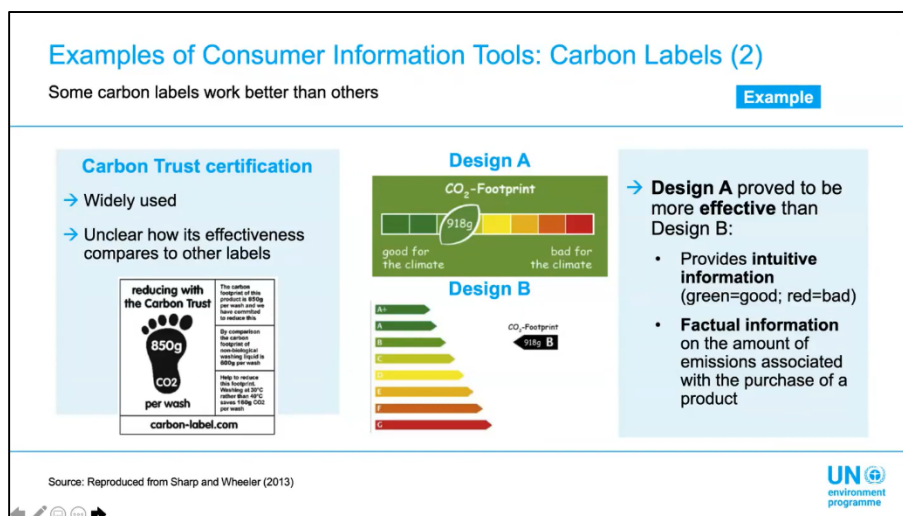 Examples of Consumer Information Tools: Carbon Labels (2)
Some carbon labels work better than others
Example
Carbon Trust certification
→ Widely used
→ Unclear how its effectiveness
compares to other labels
reducing with
the Carbon Trust
850g
CO2
per wash
The carbon
footprint of this
product is 850g
per wash and we
have committed
to reduce this
By comparison
the carbon
footprint of
non-biological
washing liquid is
600g per wash
Help to reduce
this footprint.
Washing at 30°C
rather than 40°C
saves 160g CO2
per wash
carbon-label.com
Design A
CO₂-Footprint
918g
good for
the climate
bad for
the climate
Design B
A+
A
B
C
D
E
F
G
CO₂-Footprint
918g B
→ Design A proved to be
more effective than
Design B:
• Provides intuitive
information
(green=good; red=bad)
• Factual information
on the amount of
emissions associated
with the purchase of a
product
Source: Reproduced from Sharp and Wheeler (2013)
UN
environment
programme